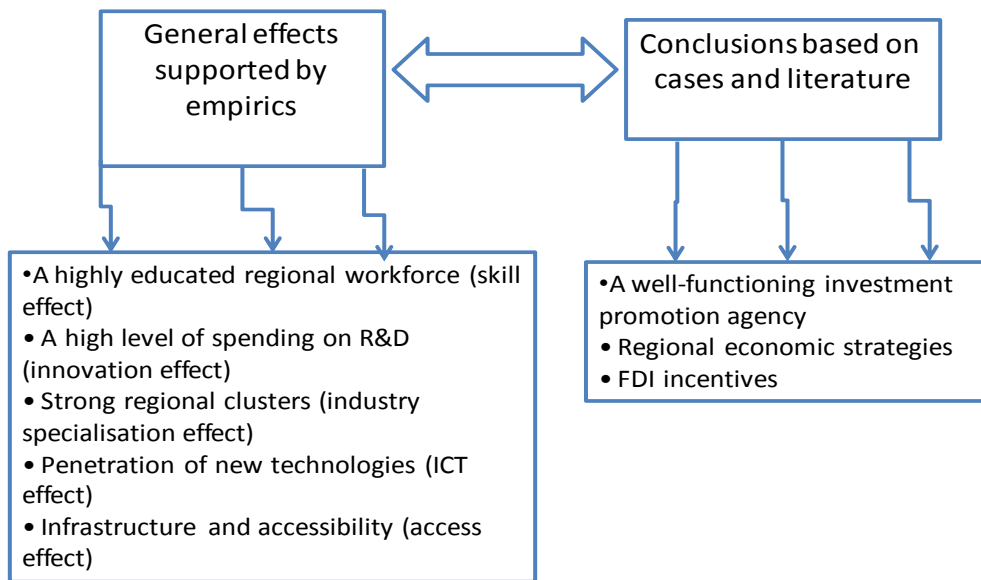 General effects
supported by
empirics
Conclusions based on
cases and literature
•A highly educated regional workforce (skill
effect)
• A high level of spending on R&D
(innovation effect)
• Strong regional clusters (industry
specialisation effect)
• Penetration of new technologies (ICT
effect)
• Infrastructure and accessibility (access
effect)
•A well-functioning investment
promotion agency
• Regional economic strategies
• FDI incentives